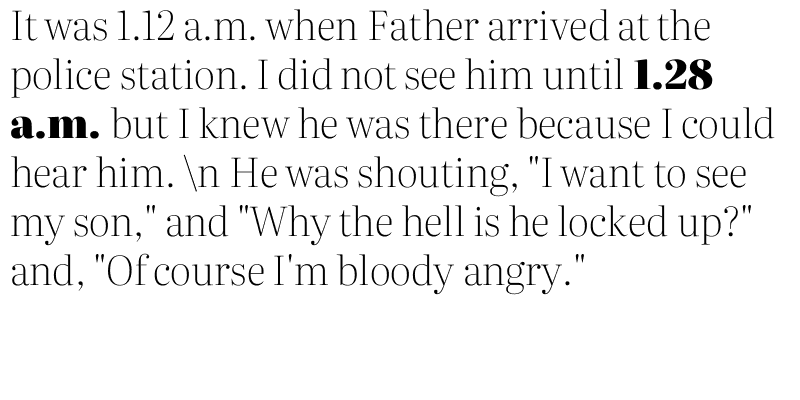 It was 1.12 a.m. when Father arrived at the
police station. I did not see him until 1.28
a.m. but I knew he was there because I could
hear him. \n He was shouting, "I want to see
my son," and "Why the hell is he locked up?"
and, "Of course I'm bloody angry."